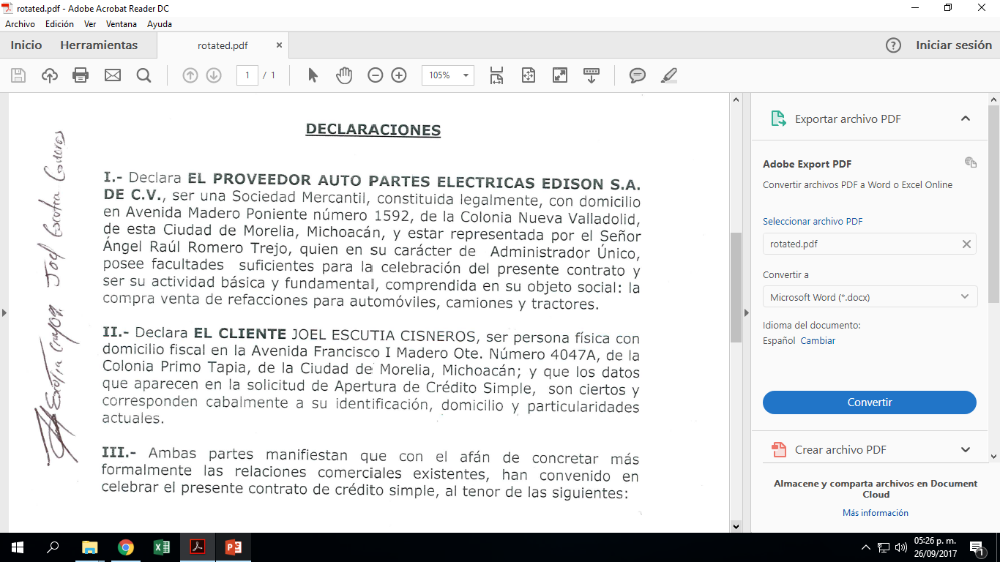 rotated.pdf - Adobe Acrobat Reader DC
Archivo Edición Ver Ventana Ayuda
Inicio Herramientas rotated.pdf × ? Iniciar sesión
1 / 1 105%
DECLARACIONES
I.- Declara EL PROVEEDOR AUTO PARTES ELECTRICAS EDISON S.A.
DE C.V., ser una Sociedad Mercantil, constituida legalmente, con domicilio
en Avenida Madero Poniente número 1592, de la Colonia Nueva Valladolid,
de esta Ciudad de Morelia, Michoacán, y estar representada por el Señor
Ángel Raúl Romero Trejo, quien en su carácter de Administrador Único,
posee facultades suficientes para la celebración del presente contrato y
ser su actividad básica y fundamental, comprendida en su objeto social: la
compra venta de refacciones para automóviles, camiones y tractores.
II.- Declara EL CLIENTE JOEL ESCUTIA CISNEROS, ser persona física con
domicilio fiscal en la Avenida Francisco I Madero Ote. Número 4047A, de la
Colonia Primo Tapia, de la Ciudad de Morelia, Michoacán; y que los datos
que aparecen en la solicitud de Apertura de Crédito Simple, son ciertos y
corresponden cabalmente a su identificación, domicilio y particularidades
actuales.
III.- Ambas partes manifiestan que con el afán de concretar más
formalmente las relaciones comerciales existentes, han convenido en
celebrar el presente contrato de crédito simple, al tenor de las siguientes:
Joel Escutia
Exportar archivo PDF
Adobe Export PDF
Convertir archivos PDF a Word o Excel Online
Seleccionar archivo PDF
rotated.pdf
Convertir a
Microsoft Word (*.docx)
Idioma del documento:
Español Cambiar
Convertir
Crear archivo PDF
Almacene y comparta archivos en Document
Cloud
Más información
05:26 p. m.
26/09/2017
1